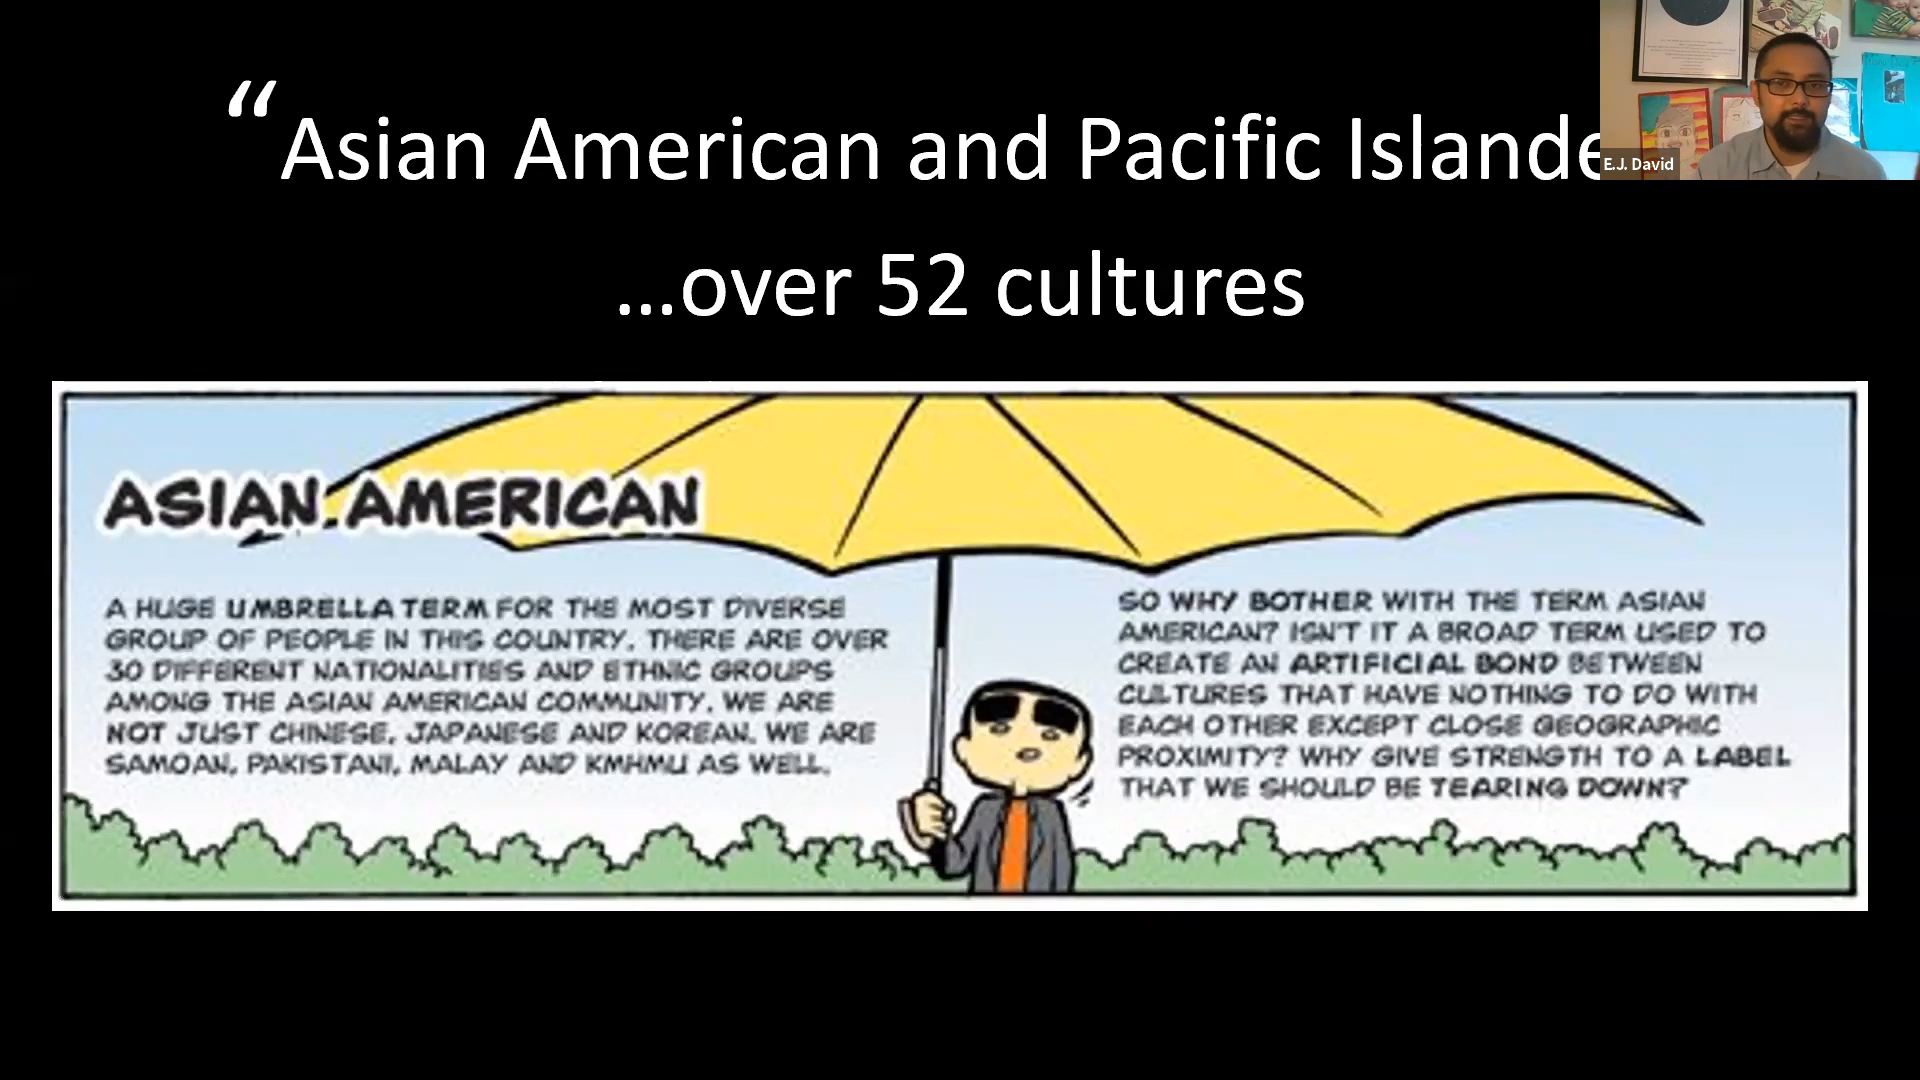 “Asian American and Pacific Islande
...over 52 cultures
E.J. David
ASIAN.AMERICAN
A HUGE UMBRELLA TERM FOR THE MOST DIVERSE
GROUP OF PEOPLE IN THIS COUNTRY. THERE ARE OVER
30 DIFFERENT NATIONALITIES AND ETHNIC GROUPS
AMONG THE ASIAN AMERICAN COMMUNITY. WE ARE
NOT JUST CHINESE, JAPANESE AND KOREAN. WE ARE
SAMOAN, PAKISTANI, MALAY AND KMHMU AS WELL.
SO WHY BOTHER WITH THE TERM ASIAN
AMERICAN? ISN'T IT A BROAD TERM USED TO
CREATE AN ARTIFICIAL BOND BETWEEN
CULTURES THAT HAVE NOTHING TO DO WITH
EACH OTHER EXCEPT CLOSE GEOGRAPHIC
PROXIMITY? WHY GIVE STRENGTH TO A LABEL
THAT WE SHOULD BE TEARING DOWN?